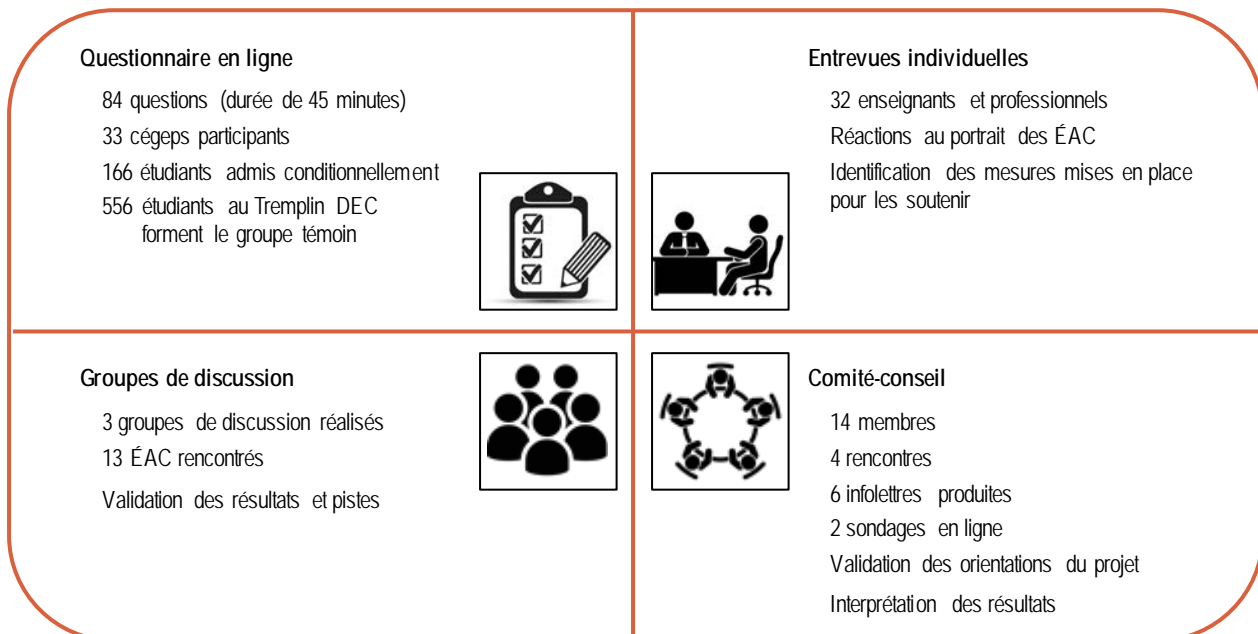 Questionnaire en ligne
84 questions (durée de 45 minutes)
33 cégeps participants
166 étudiants admis conditionnellement
556 étudiants au Tremplin DEC
forment le groupe témoin
Entrevues individuelles
32 enseignants et professionnels
Réactions au portrait des ÉAC
Identification des mesures mises en place
pour les soutenir
Groupes de discussion
3 groupes de discussion réalisés
13 ÉAC rencontrés
Validation des résultats et pistes
Comité-conseil
14 membres
4 rencontres
6 infolettres produites
2 sondages en ligne
Validation des orientations du projet
Interprétation des résultats